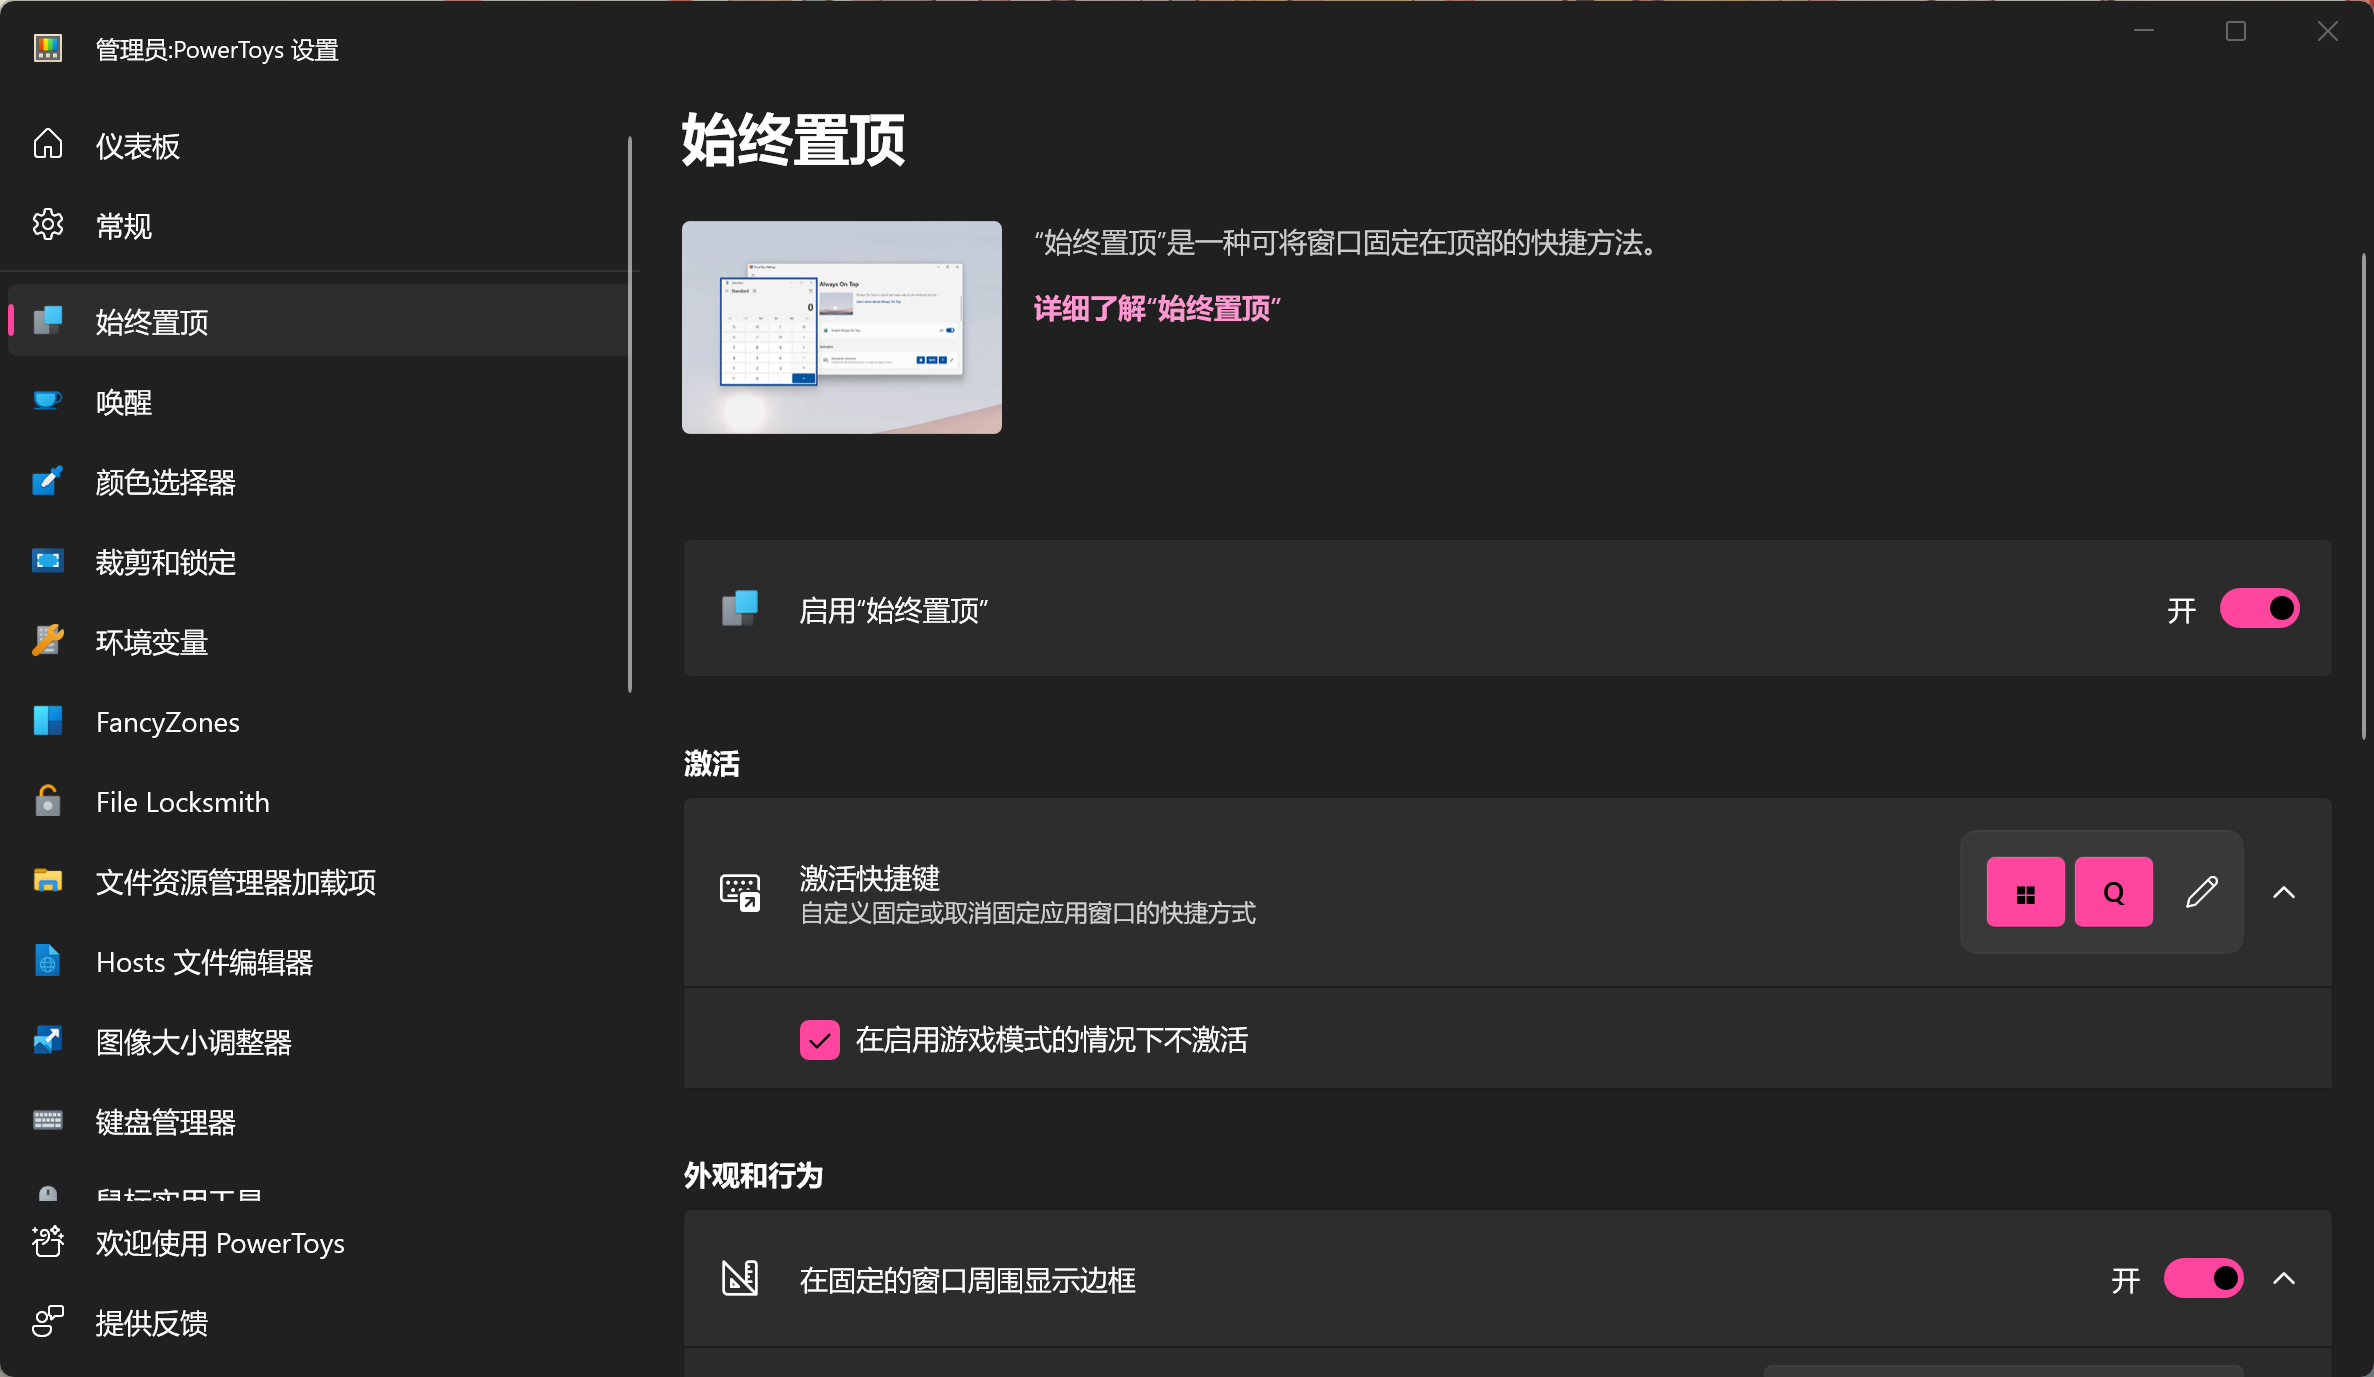 管理员:PowerToys 设置
仪表板
常规
始终置顶
唤醒
颜色选择器
裁剪和锁定
环境变量
FancyZones
File Locksmith
文件资源管理器加载项
Hosts 文件编辑器
图像大小调整器
键盘管理器
鼠标实用工具
欢迎使用 PowerToys
提供反馈
始终置顶
Always On Top
Standard
0
“始终置顶”是一种可将窗口固定在顶部的快捷方法。
详细了解“始终置顶”
启用“始终置顶”
开
激活
激活快捷键
自定义固定或取消固定应用窗口的快捷方式
Q
在启用游戏模式的情况下不激活
外观和行为
在固定的窗口周围显示边框
开